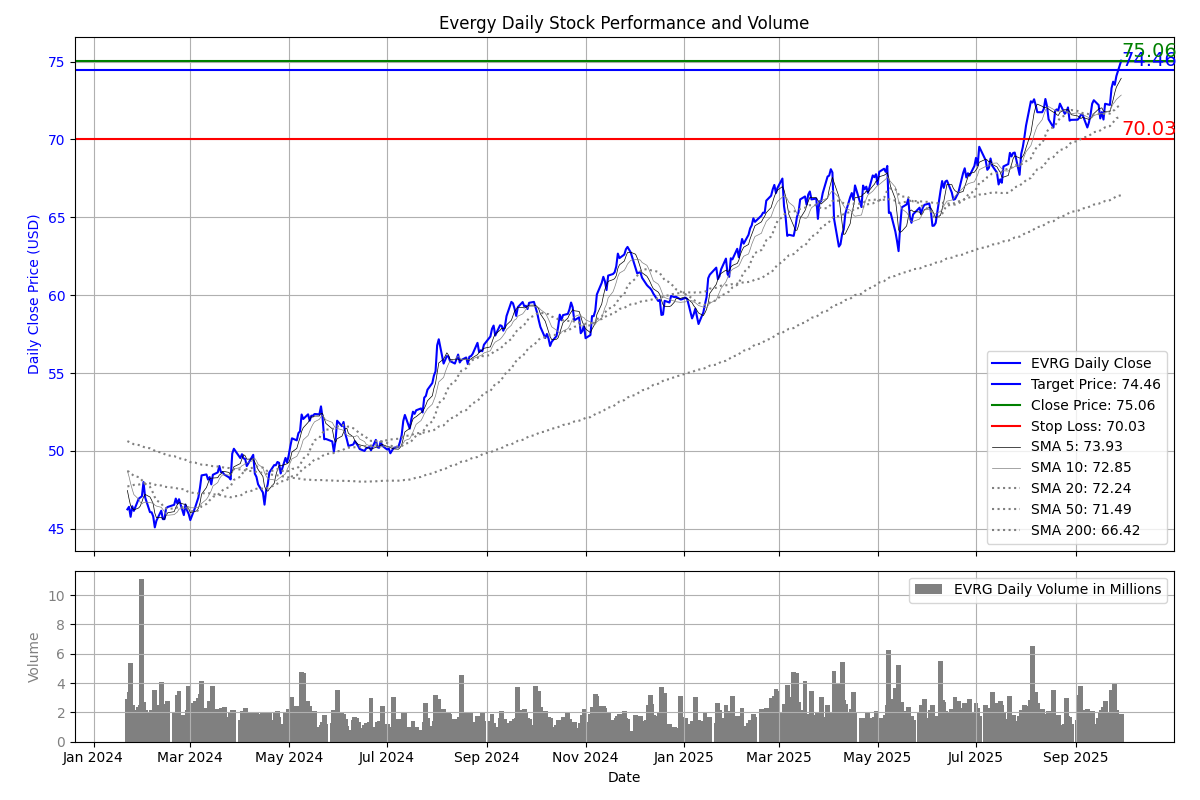 Evergy Daily Stock Performance and Volume
Daily Close Price (USD)
75
70
65
60
55
50
45
75.06
74.46
70.03
EVRG Daily Close
Target Price: 74.46
Close Price: 75.06
Stop Loss: 70.03
SMA 5: 73.93
SMA 10: 72.85
SMA 20: 72.24
SMA 50: 71.49
SMA 200: 66.42
Volume
10
8
6
4
2
0
EVRG Daily Volume in Millions
Jan 2024 Mar 2024 May 2024 Jul 2024 Sep 2024 Nov 2024 Jan 2025 Mar 2025 May 2025 Jul 2025 Sep 2025
Date